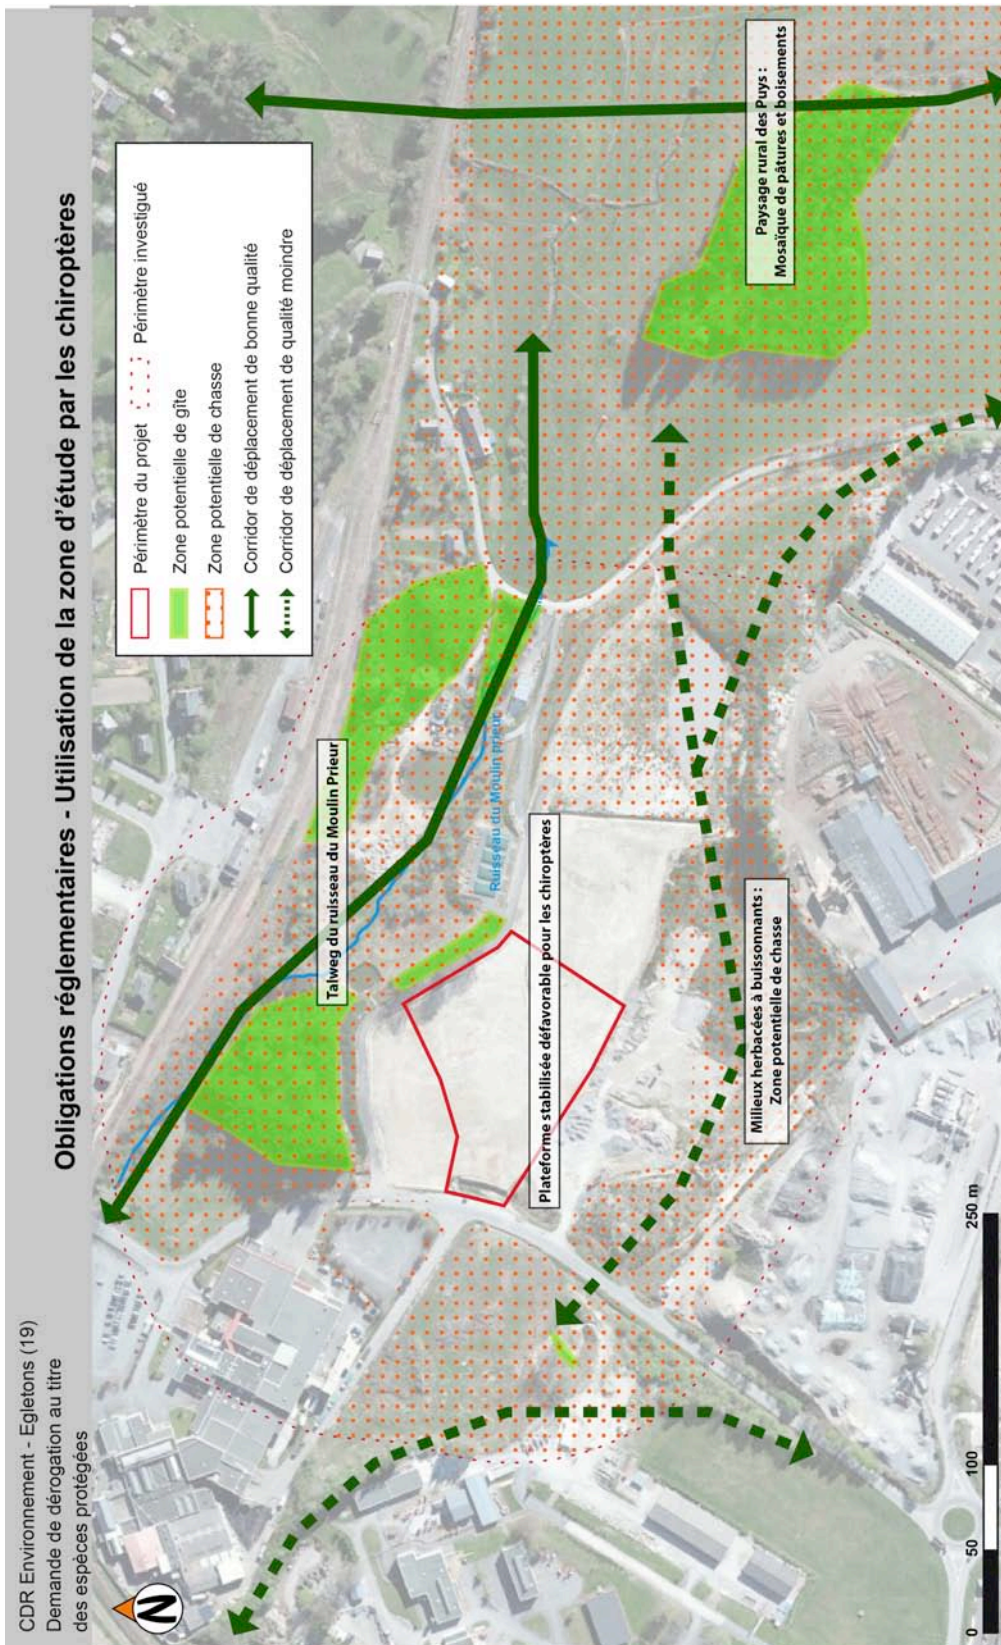 CDR Environnement - Egletons (19)
Demande de dérogation au titre
des espèces protégées
Obligations réglementaires - Utilisation de la zone d'étude par les chiroptères
Périmètre du projet
Périmètre investigué
Zone potentielle de gîte
Zone potentielle de chasse
Corridor de déplacement de bonne qualité
Corridor de déplacement de qualité moindre
Talweg du ruisseau du Moulin Prieur
Ruisseau du Moulin prieur
Plateforme stabilisée défavorable pour les chiroptères
Paysage rural des Puys :
Mosaïque de pâtures et boisements
Milieux herbacées à buissonnants :
Zone potentielle de chasse
N
0
50
100
250 m